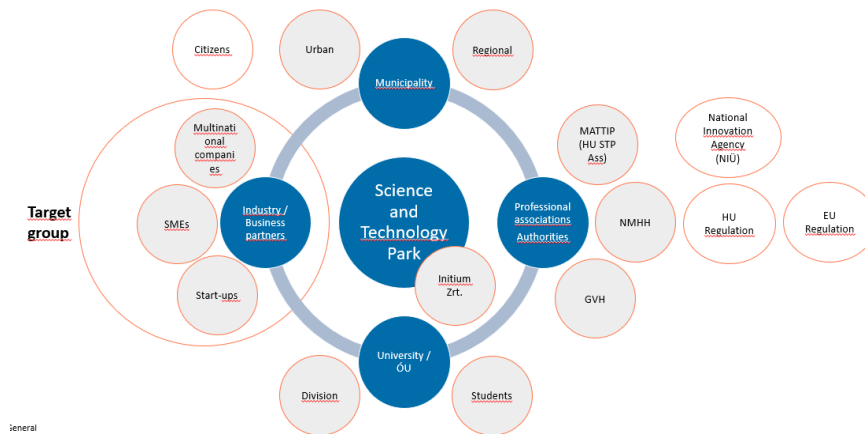 Citizens
Urban
Regional
Municipality
Multinati
onal
compani
es
MATTIP
(HU STP
Ass)
National
Innovation
Agency
(NIÜ)
Target
group
SMEs
Industry /
Business
partners
Science
and
Technology
Park
Professional
associations
Authorities
NMHH
HU
Regulation
EU
Regulation
Start-ups
Initium
Zrt.
GVH
University /
ÓU
Division
Students
General